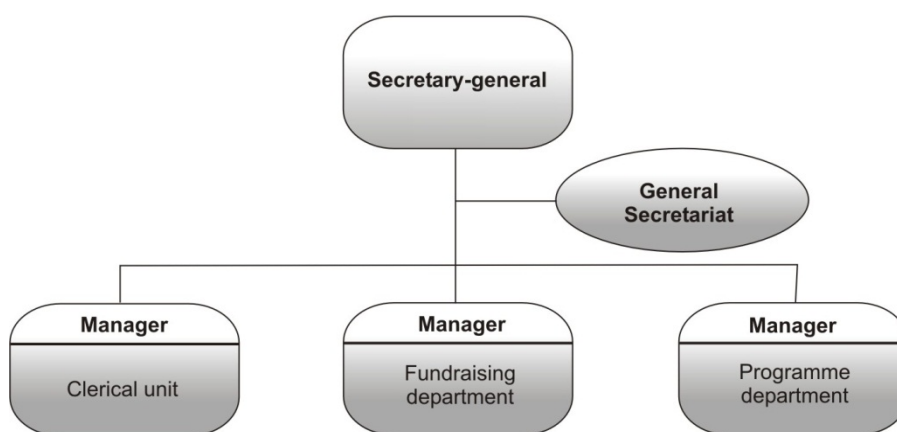 Secretary-general
General
Secretariat
Manager
Clerical unit
Manager
Fundraising
department
Manager
Programme
department